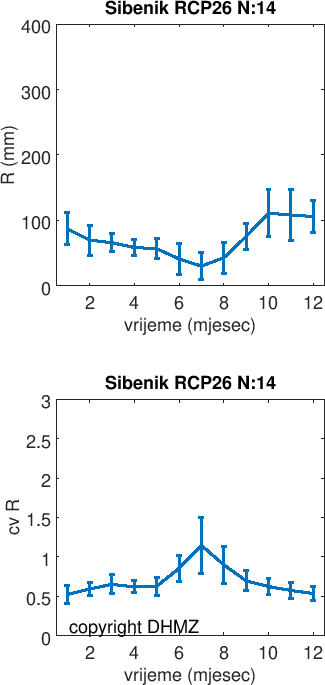 Sibenik RCP26 N:14
400
300
200
100
0
R (mm)
2 4 6 8 10 12
vrijeme (mjesec)
Sibenik RCP26 N:14
3
2.5
2
1.5
1
0.5
0
cv R
copyright DHMZ
2 4 6 8 10 12
vrijeme (mjesec)